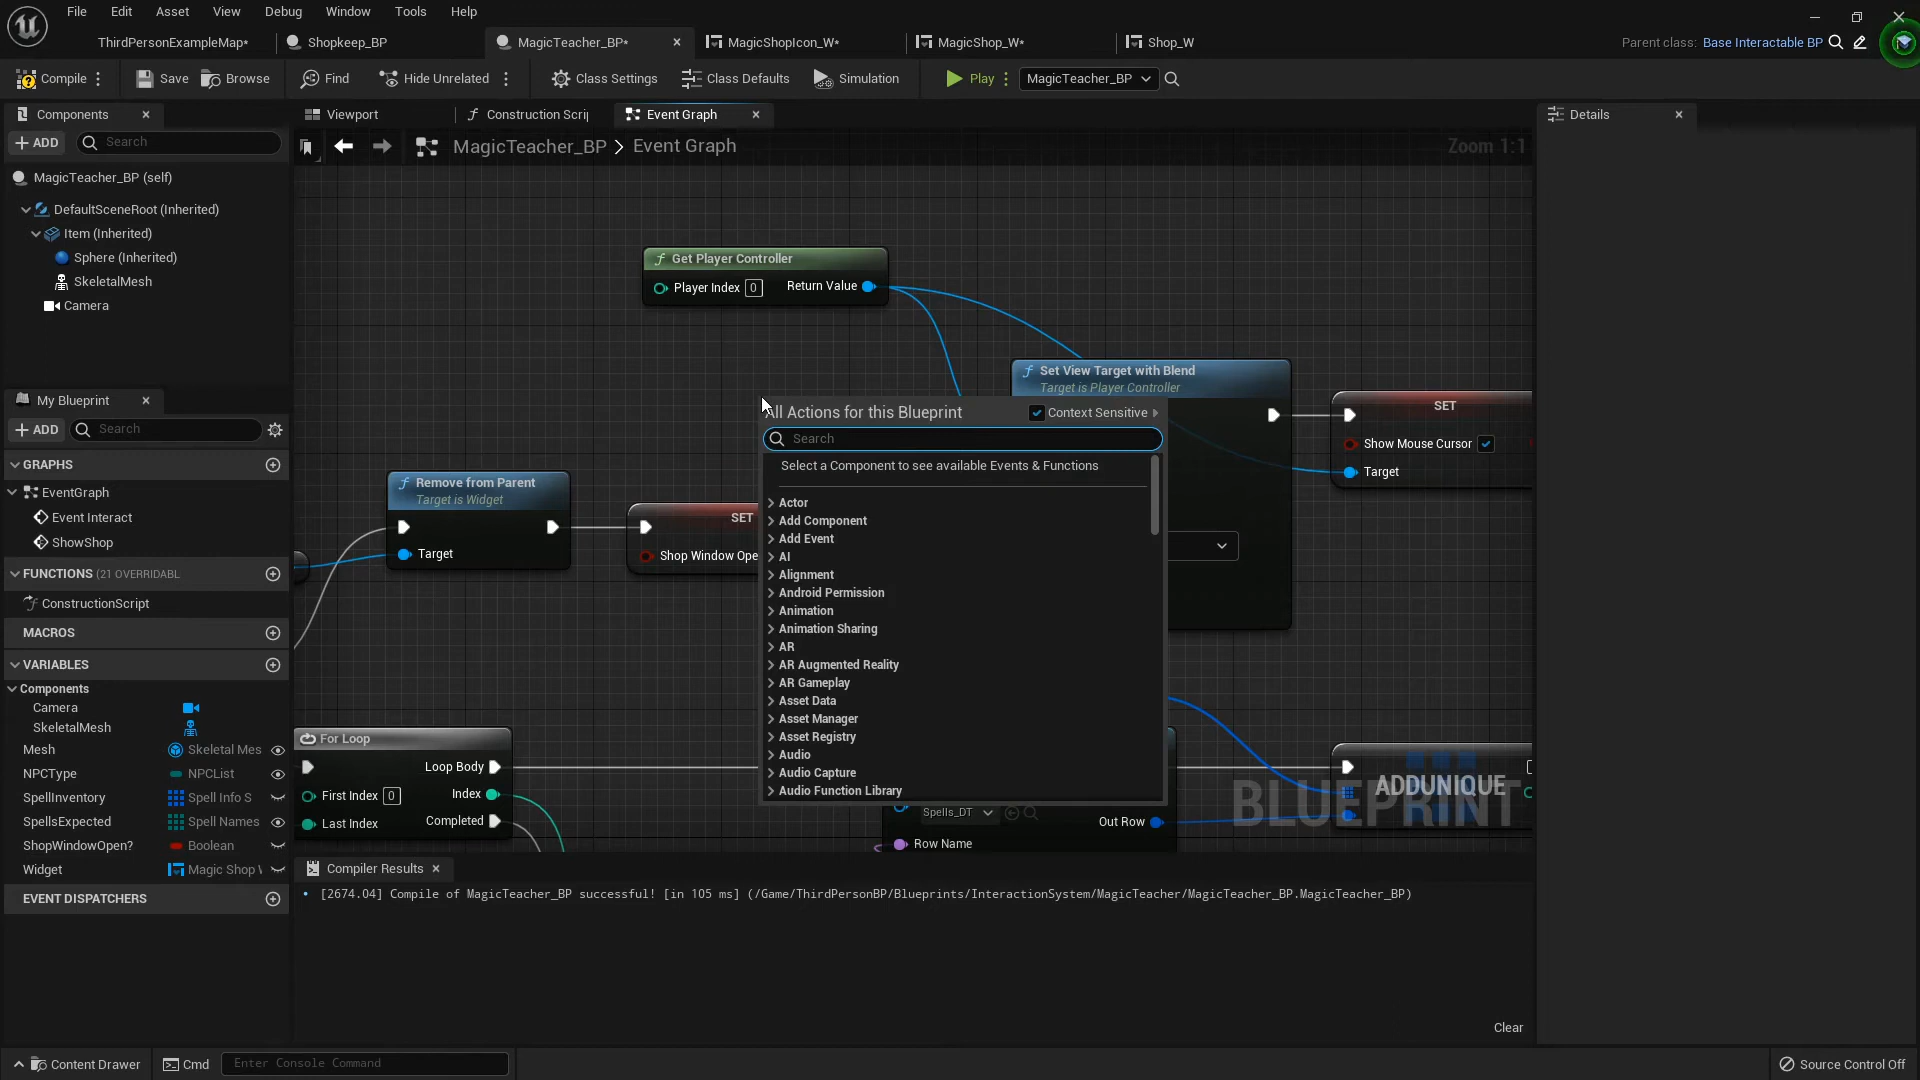 File Edit Asset View Debug Window Tools Help
ThirdPersonExampleMap* Shopkeep_BP MagicTeacher_BP* MagicShopIcon_W* MagicShop_W* Shop_W Parent class: Base Interactable BP
Compile Save Browse Find Hide Unrelated Class Settings Class Defaults Simulation Play MagicTeacher_BP
Components
ADD Search
MagicTeacher_BP (self)
DefaultSceneRoot (Inherited)
Item (Inherited)
Sphere (Inherited)
SkeletalMesh
Camera
My Blueprint
ADD Search
GRAPHS
EventGraph
Event Interact
ShowShop
FUNCTIONS (21 OVERRIDABL
ConstructionScript
MACROS
VARIABLES
Components
Camera
SkeletalMesh
Mesh Skeletal Mes
NPCType NPCList
SpellInventory Spell Info S
SpellsExpected Spell Names
ShopWindowOpen? Boolean
Widget Magic Shop
EVENT DISPATCHERS
Viewport Construction Scrip Event Graph
MagicTeacher_BP > Event Graph Zoom 1:1
Get Player Controller
Player Index 0 Return Value
Set View Target with Blend
Target is Player Controller
SET
Show Mouse Cursor
Target
Remove from Parent
Target is Widget
Target
SET
Shop Window Ope
All Actions for this Blueprint Context Sensitive
Search
Select a Component to see available Events & Functions
Actor
Add Component
Add Event
AI
Alignment
Android Permission
Animation
Animation Sharing
AR
AR Augmented Reality
AR Gameplay
Asset Data
Asset Manager
Asset Registry
Audio
Audio Capture
Audio Function Library
For Loop
Loop Body
First Index 0 Index
Last Index Completed
Spells_DT
Out Row
Row Name
ADDUNIQUE
BLUEPRINT
Compiler Results
[2674.04] Compile of MagicTeacher_BP successful! [in 105 ms] (/Game/ThirdPersonBP/Blueprints/InteractionSystem/MagicTeacher/MagicTeacher_BP.MagicTeacher_BP)
Clear
Details
Content Drawer Cmd Enter Console Command Source Control Off